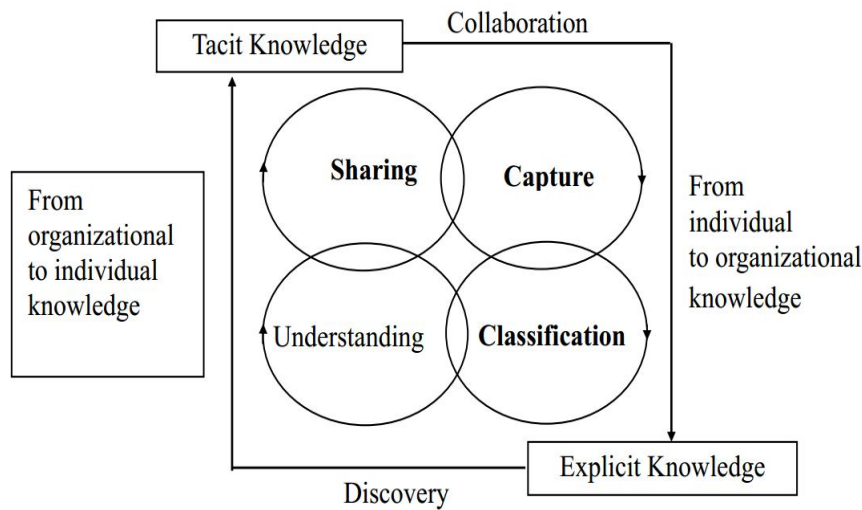 Collaboration
Tacit Knowledge
Sharing
Capture
From
individual
to organizational
knowledge
From
organizational
to individual
knowledge
Understanding
Classification
Explicit Knowledge
Discovery